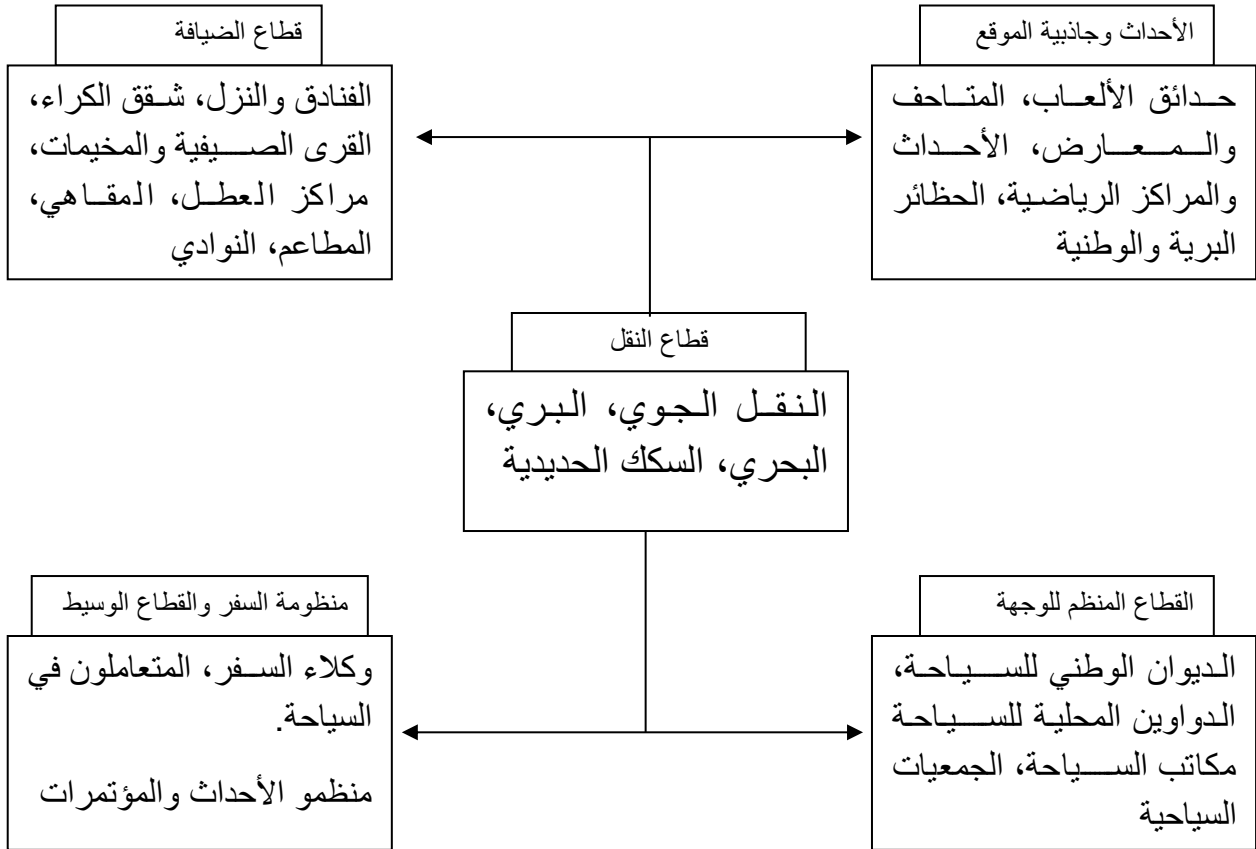 الأحداث وجاذبية الموقع
حدائق الألعاب، المتاحف
والمعارض، الأحداث
والمراكز الرياضية، الحظائر
البرية والوطنية
قطاع الضيافة
الفنادق والنزل، شقق الكراء،
القرى الصيفية والمخيمات،
مراكز العطل، المقاهي،
المطاعم، النوادي
قطاع النقل
النقل الجوي، البري،
البحري، السكك الحديدية
القطاع المنظم للوجهة
الديوان الوطني للسياحة،
الدواوين المحلية للسياحة
مكاتب السياحة، الجمعيات
السياحية
منظومة السفر والقطاع الوسيط
وكلاء السفر، المتعاملون في
السياحة.
منظمو الأحداث والمؤتمرات